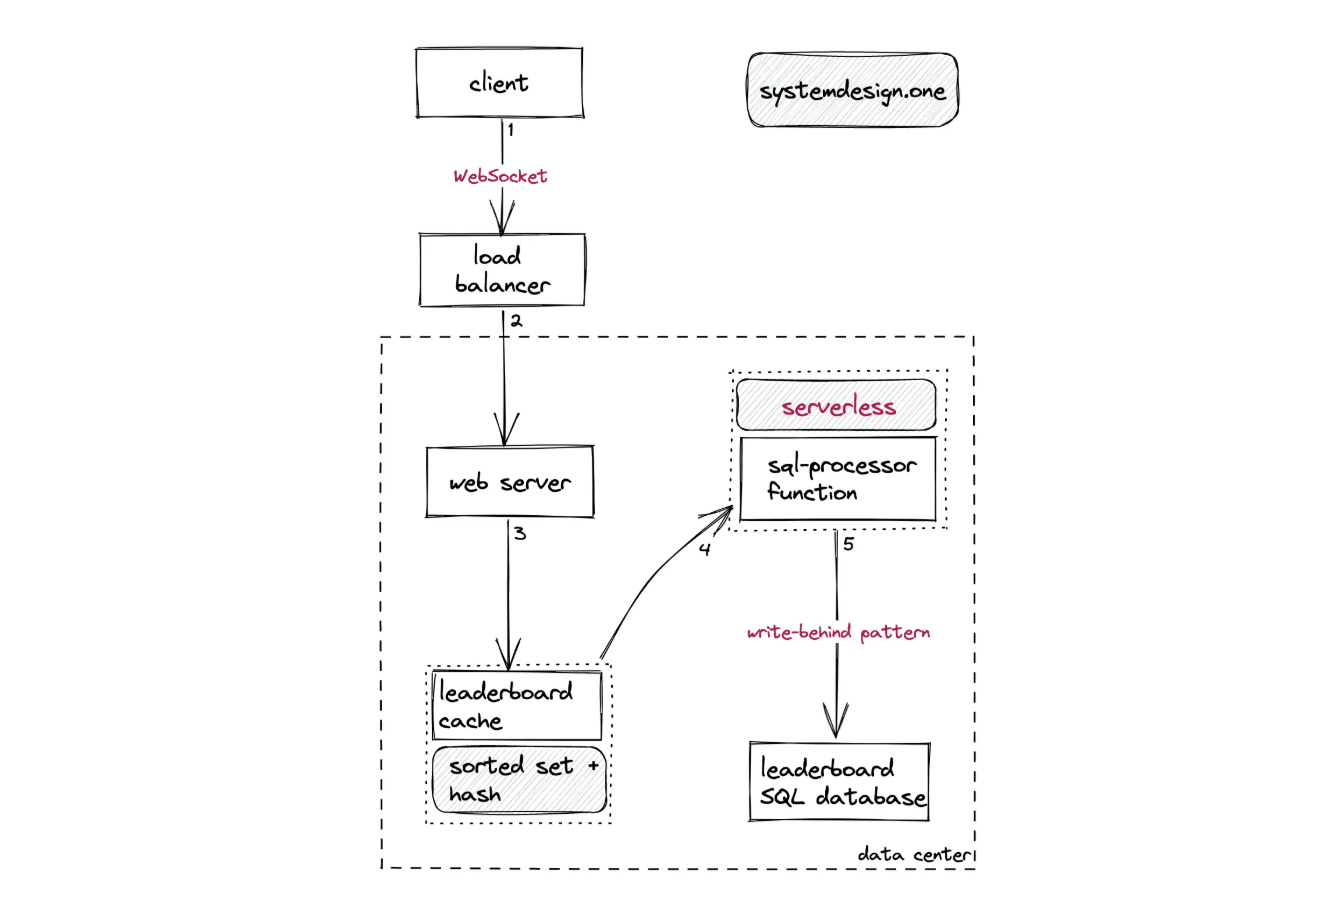 client
systemdesign.one
1
WebSocket
load
balancer
2
serverless
sql-processor
function
web server
3
4
5
write-behind pattern
leaderboard
cache
sorted set +
hash
leaderboard
SQL database
data center